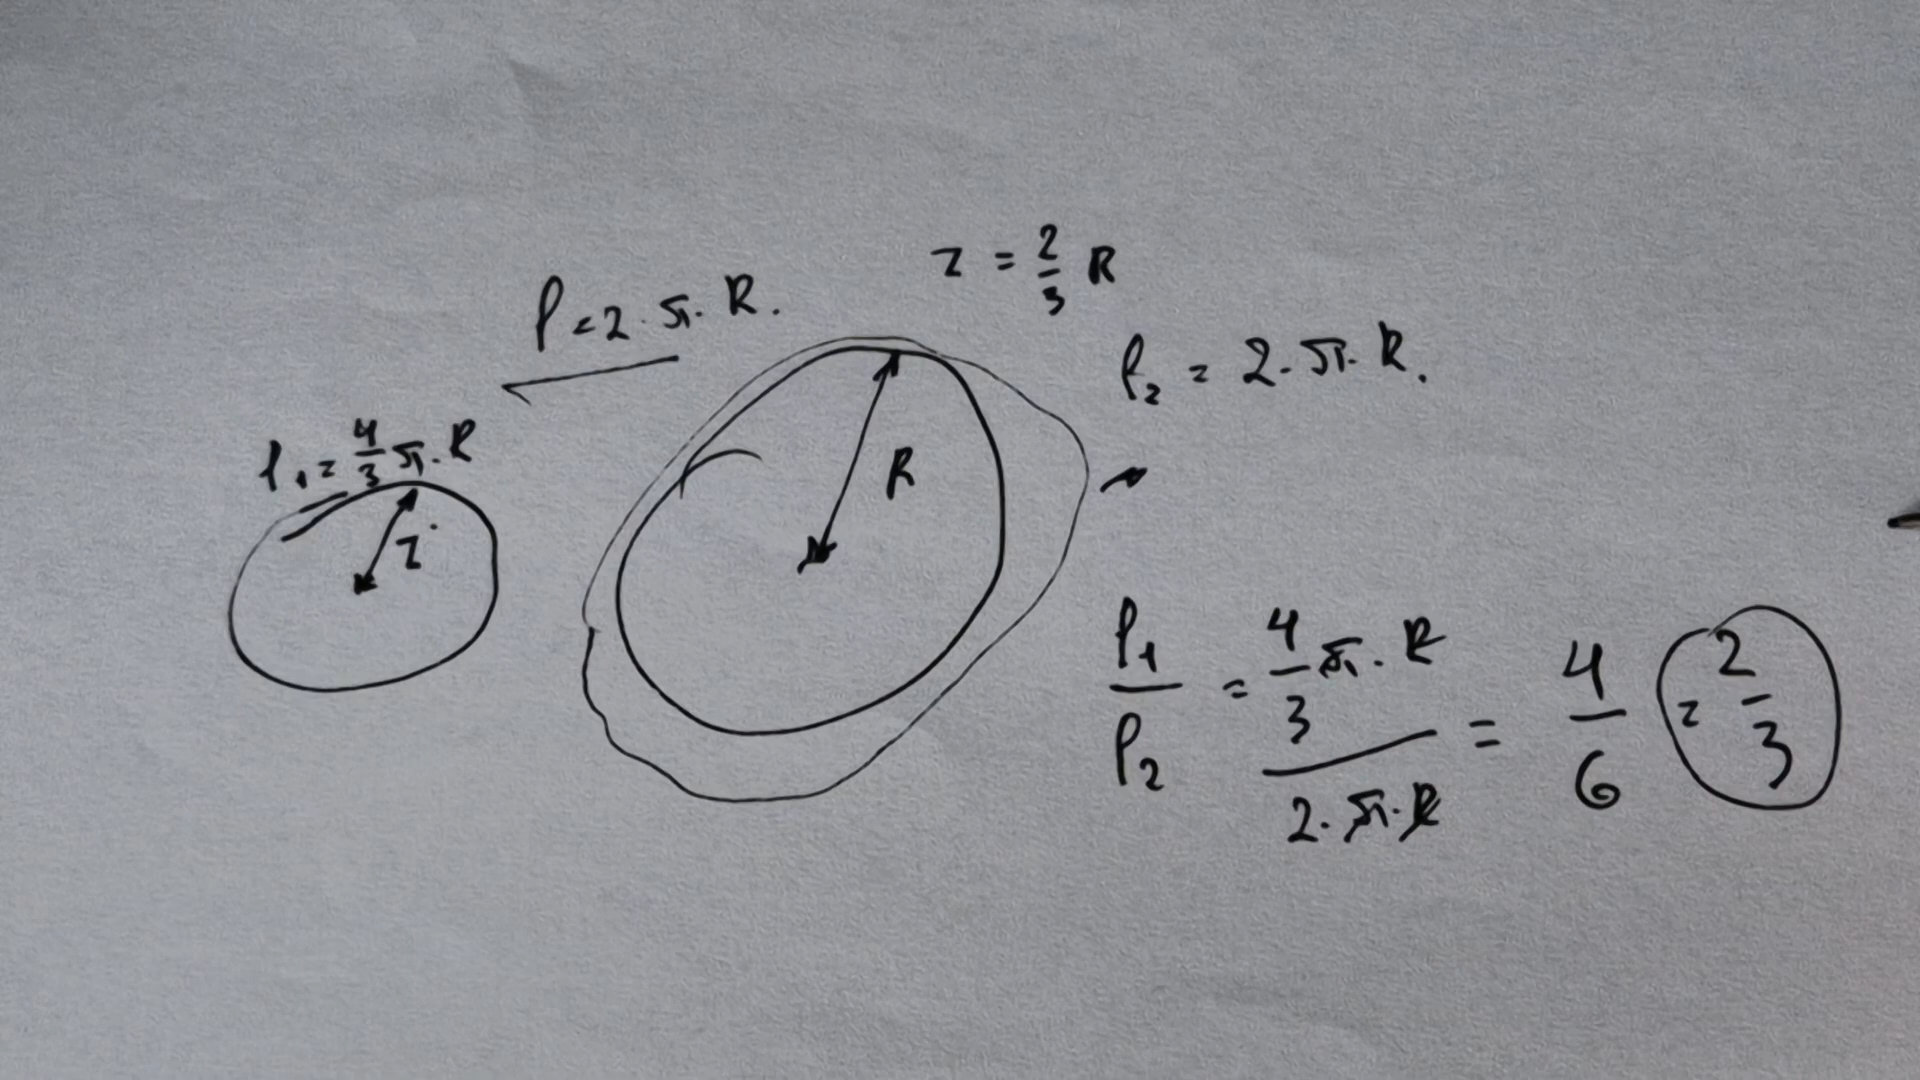 r = 2/3 R
P = 2 · π · R.
P₂ = 2 · π · R.
P₁ = 4/3 π · R
R
r
P₁/P₂ = (4/3 π · R)/(2 · π · R) = 4/6 = 2/3